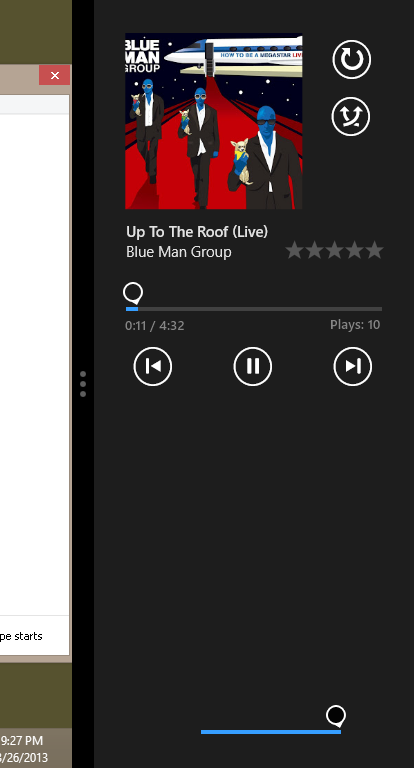 BLUE
MAN
GROUP
HOW TO BE A MEGASTAR LIVE
Up To The Roof (Live)
Blue Man Group
0:11 / 4:32
Plays: 10
pe starts
9:27 PM
/26/2013